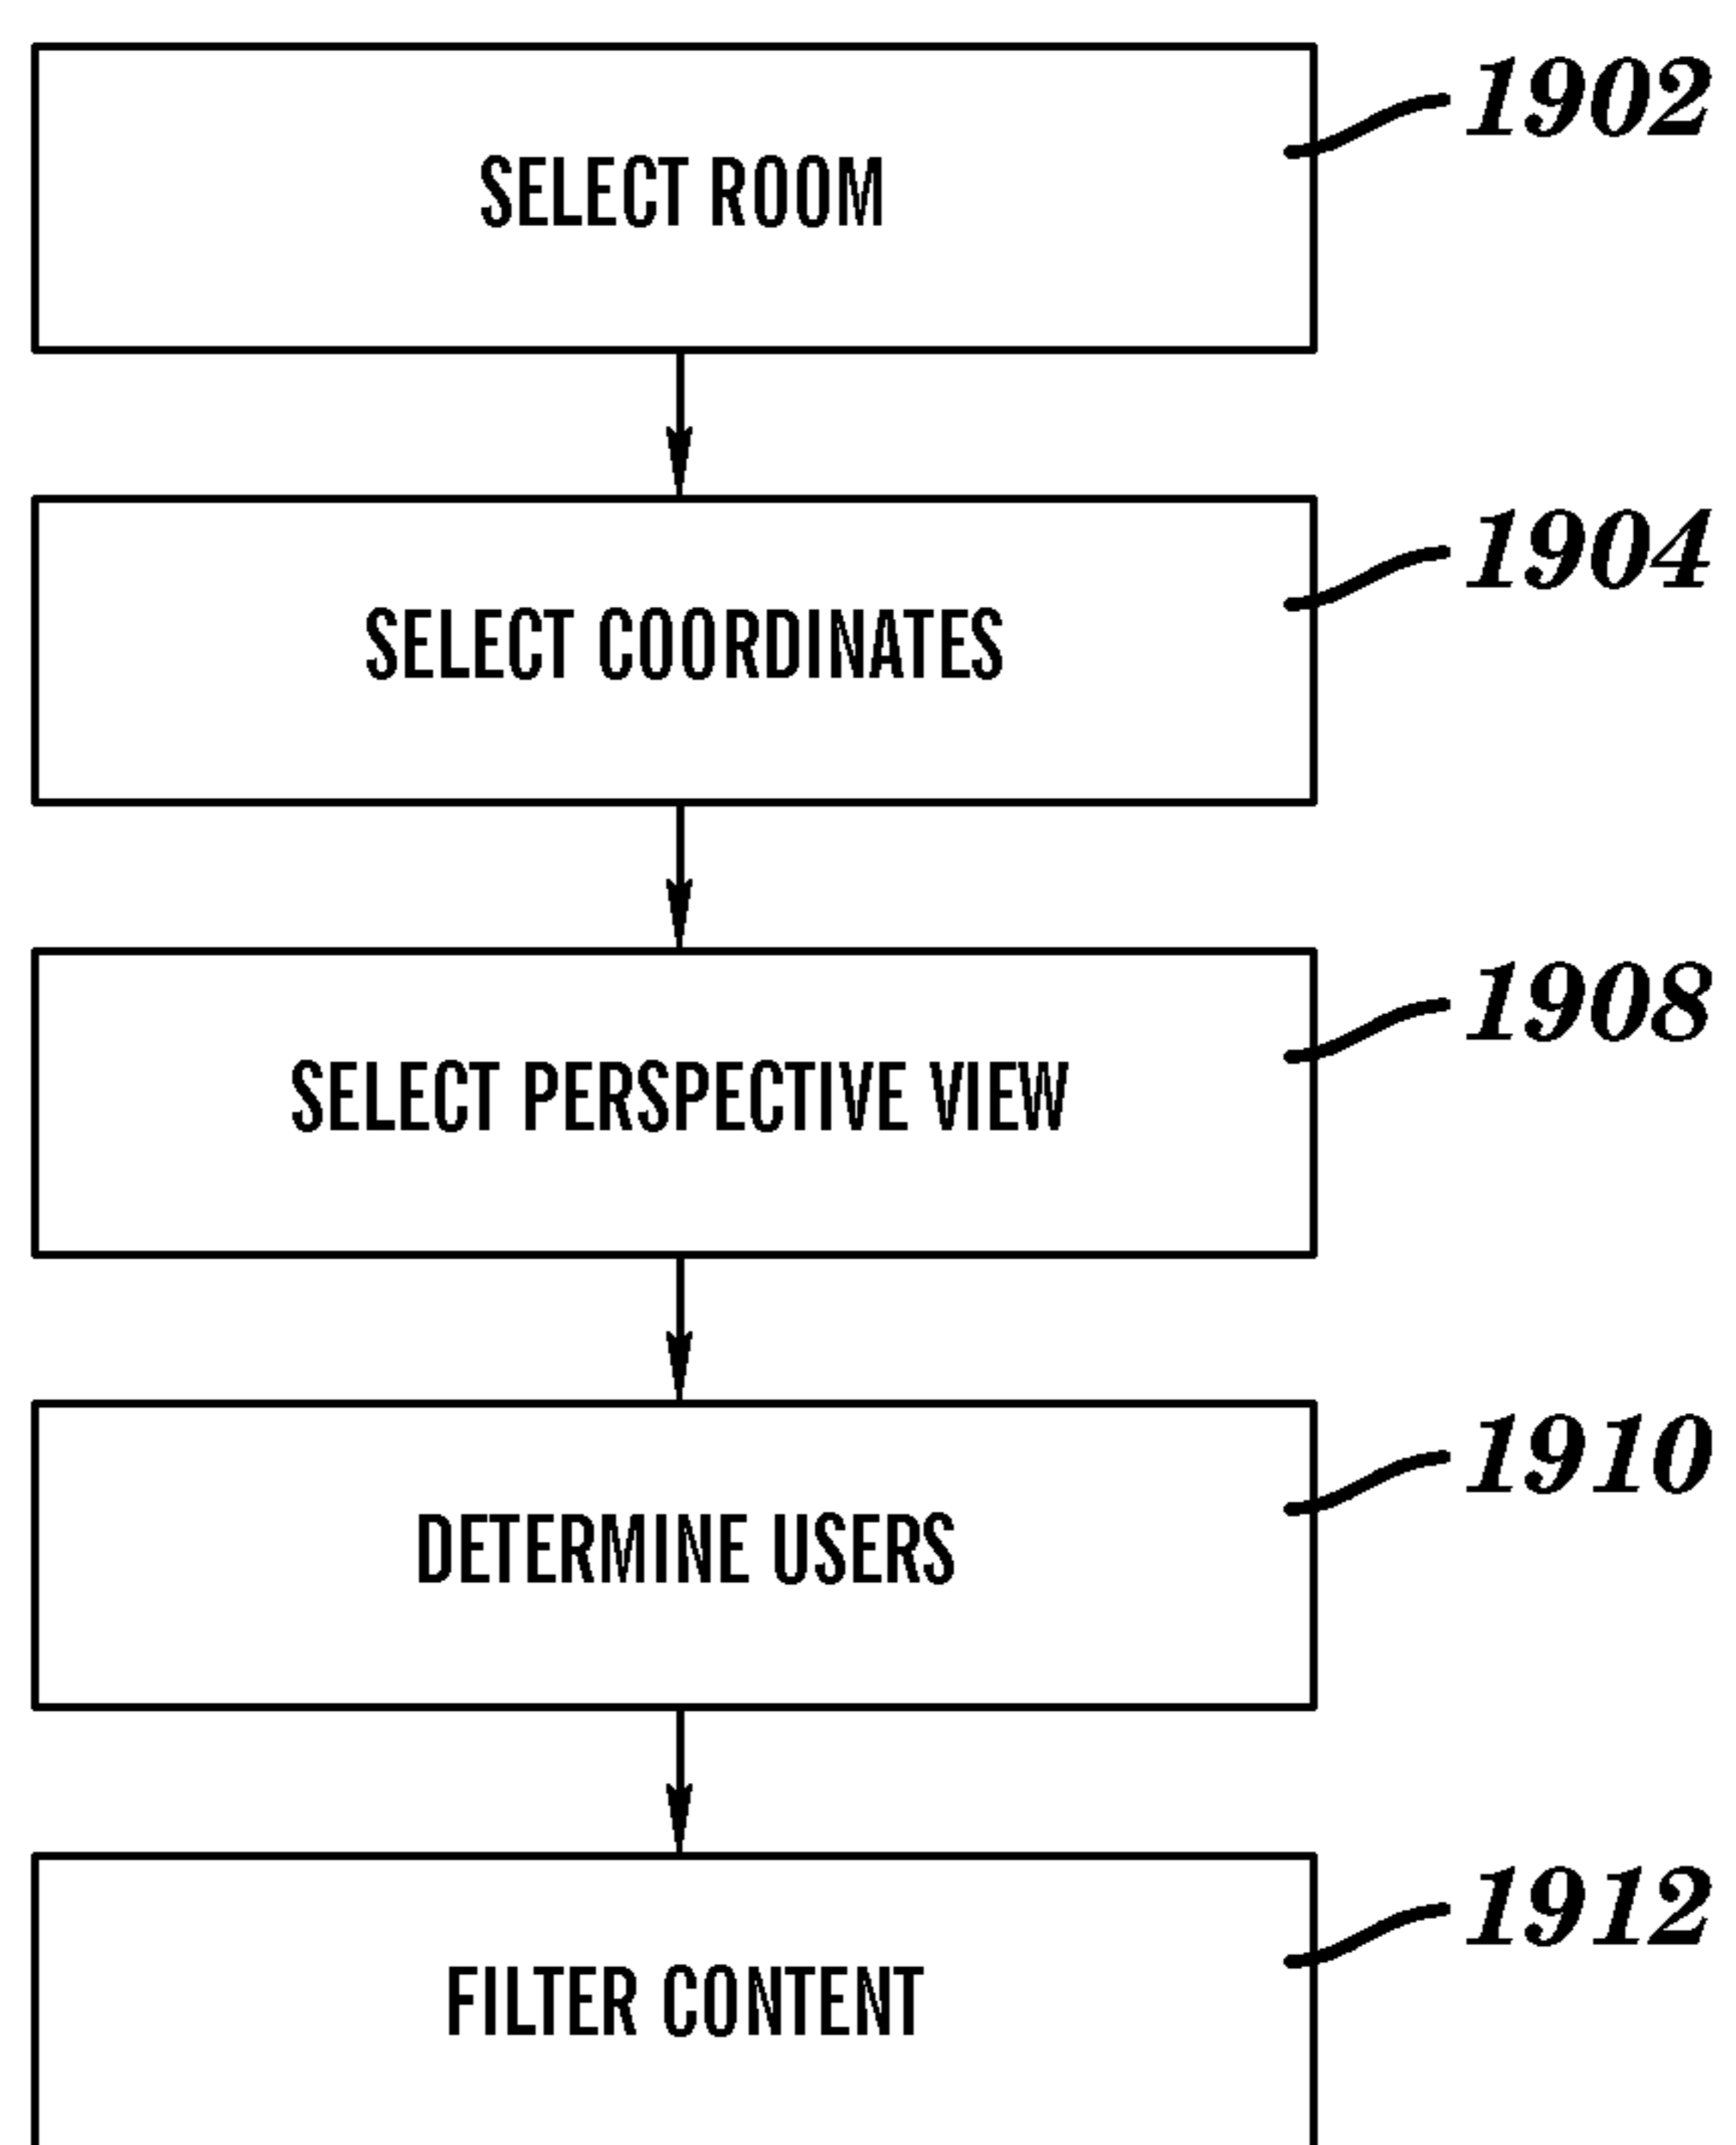 1902
SELECT ROOM
1904
SELECT COORDINATES
1908
SELECT PERSPECTIVE VIEW
1910
DETERMINE USERS
1912
FILTER CONTENT